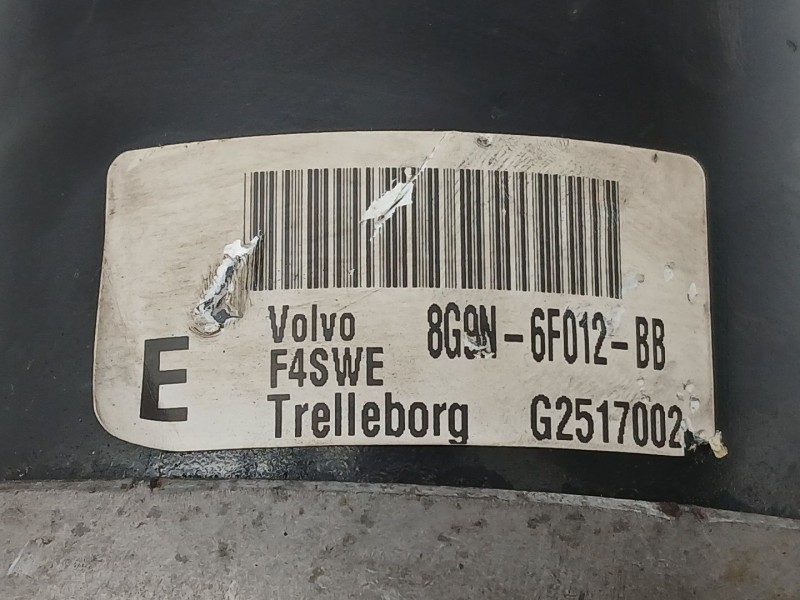 Volvo 8G9N-6F012-BB
F4SWE
E
Trelleborg G2517002